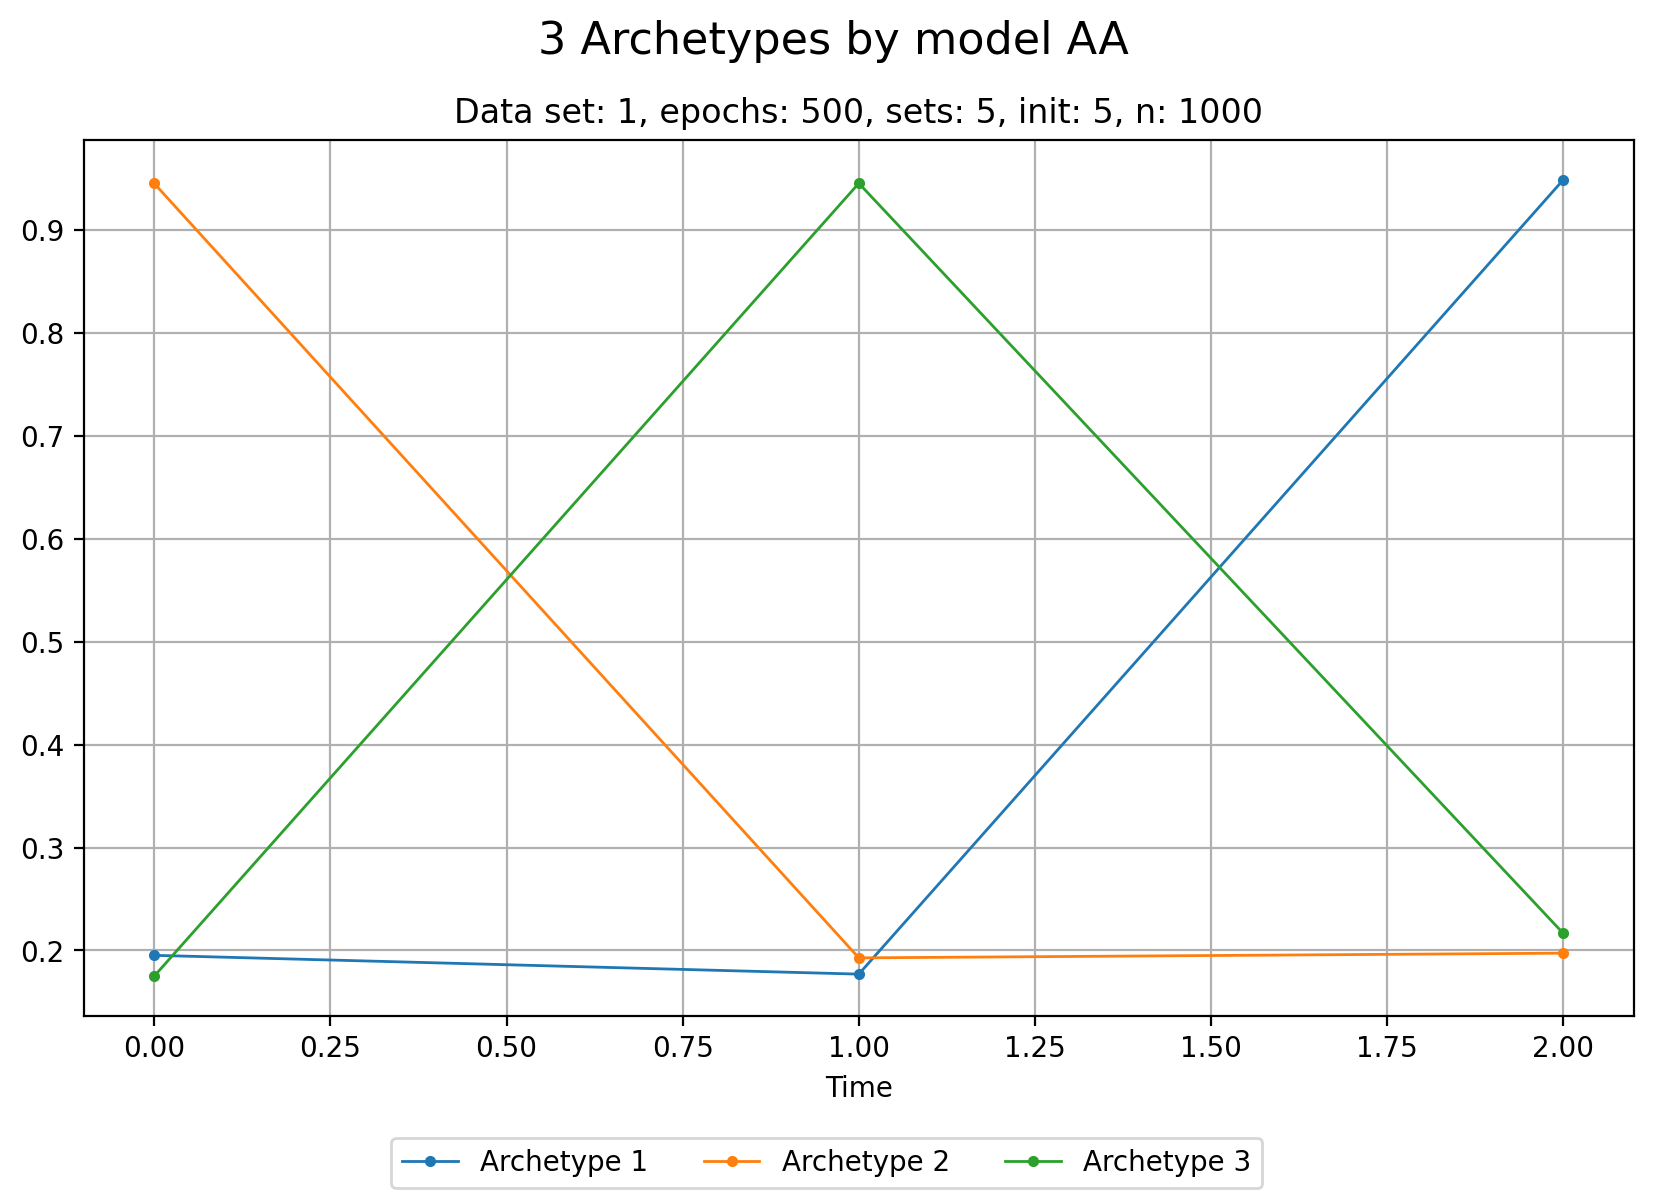 3 Archetypes by model AA
Data set: 1, epochs: 500, sets: 5, init: 5, n: 1000
0.9
0.8
0.7
0.6
0.5
0.4
0.3
0.2
0.00 0.25 0.50 0.75 1.00 1.25 1.50 1.75 2.00
Time
Archetype 1 Archetype 2 Archetype 3